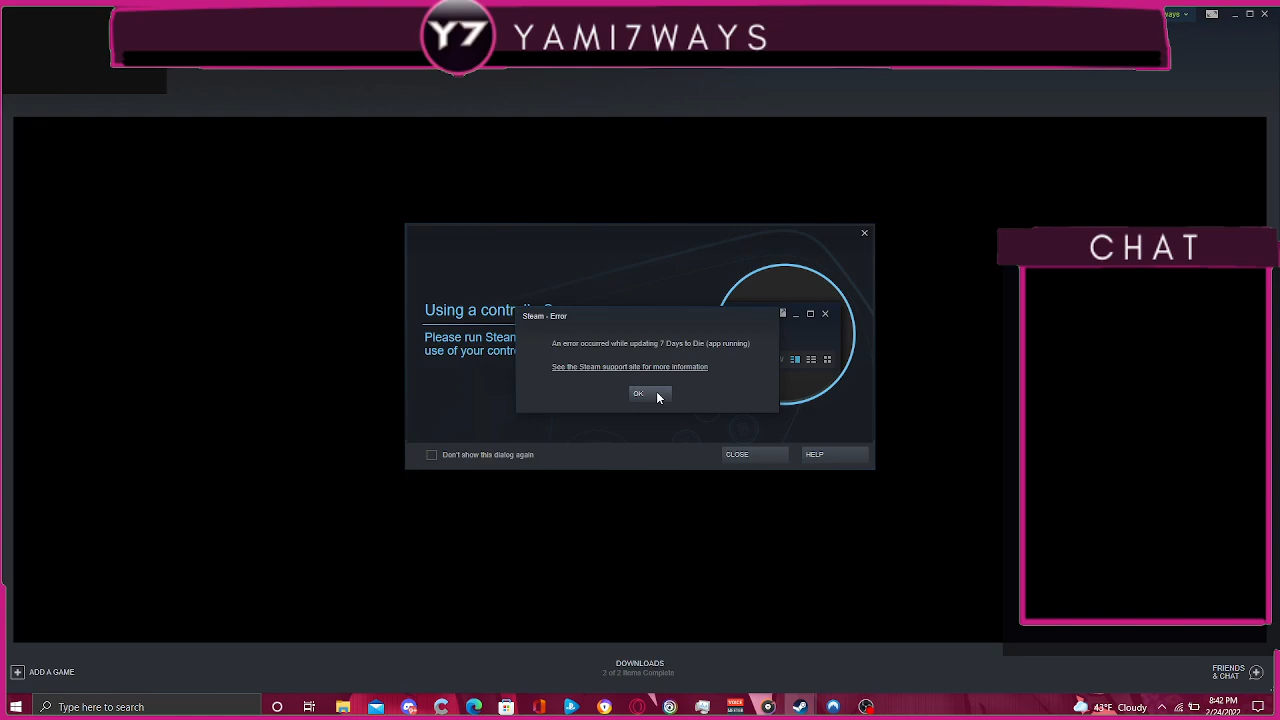 ways
Y7 YAMI7WAYS
CHAT
Using a contr
Please run Steam
use of your contr
Steam - Error
An error occurred while updating 7 Days to Die (app running)
See the Steam support site for more information
OK
Don't show this dialog again
CLOSE
HELP
ADD A GAME
DOWNLOADS
2 of 2 Items Complete
FRIENDS
& CHAT
Type here to search
VOICE
MEETER
43°F Cloudy
8:42 PM